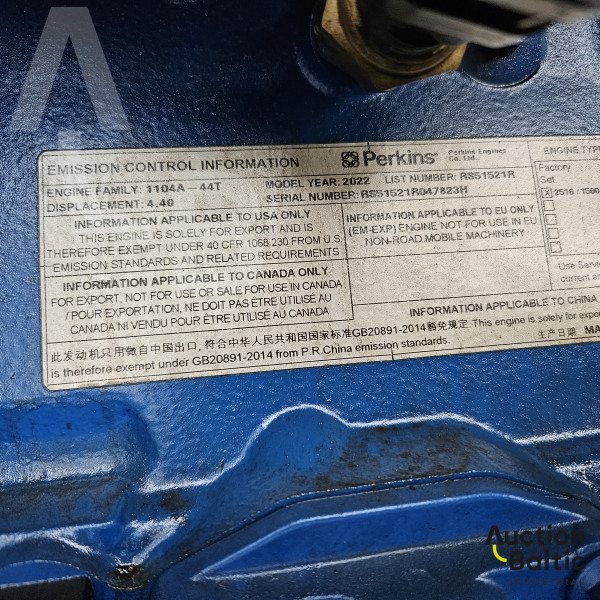 EMISSION CONTROL INFORMATION
Perkins
Perkins Engines
Co. Ltd.
ENGINE FAMILY: 1104A - 44T
MODEL YEAR: 2022 LIST NUMBER: RS51521R
DISPLACEMENT: 4.40
SERIAL NUMBER: RS51521R047823H
INFORMATION APPLICABLE TO USA ONLY
THIS ENGINE IS SOLELY FOR EXPORT AND IS
THEREFORE EXEMPT UNDER 40 CFR 1068.230 FROM U.S.
EMISSION STANDARDS AND RELATED REQUIREMENTS
INFORMATION APPLICABLE TO EU ONLY
(EM-EXP) ENGINE NOT FOR USE IN EU
NON-ROAD MOBILE MACHINERY
INFORMATION APPLICABLE TO CANADA ONLY
FOR EXPORT, NOT FOR USE OR SALE FOR USE IN CANADA
/ POUR EXPORTATION, NE DOIT PAS ÊTRE UTILISÉ AU
CANADA NI VENDU POUR ÊTRE UTILISÉ AU CANADA
INFORMATION APPLICABLE TO CHINA
此发动机只用做自中国出口, 符合中华人民共和国国家标准GB20891-2014豁免规定. This engine is solely for expo
is therefore exempt under GB20891-2014 from P.R.China emission standards
生产日期 MA
ENGINE TYP
Factory
Set
2516 / 1500
Use Servi
current an
Auction
Baltic